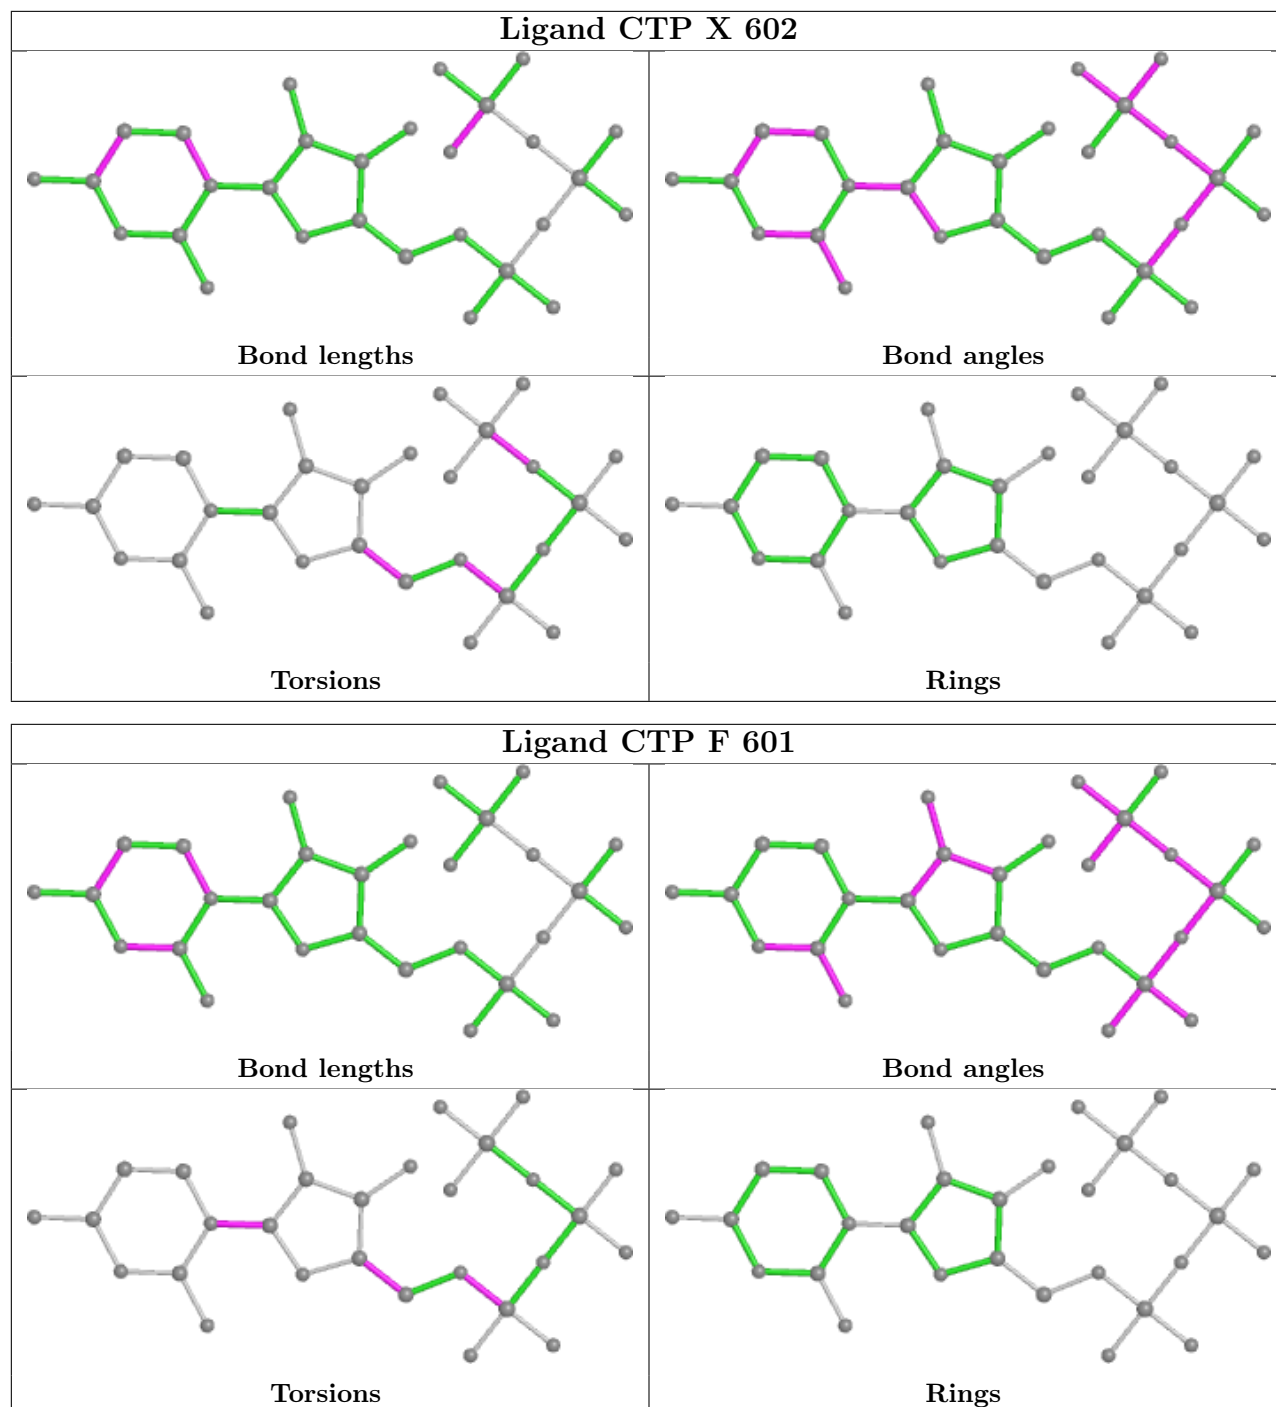 Ligand CTP X 602
Bond lengths
Bond angles
Torsions
Rings
Ligand CTP F 601
Bond lengths
Bond angles
Torsions
Rings